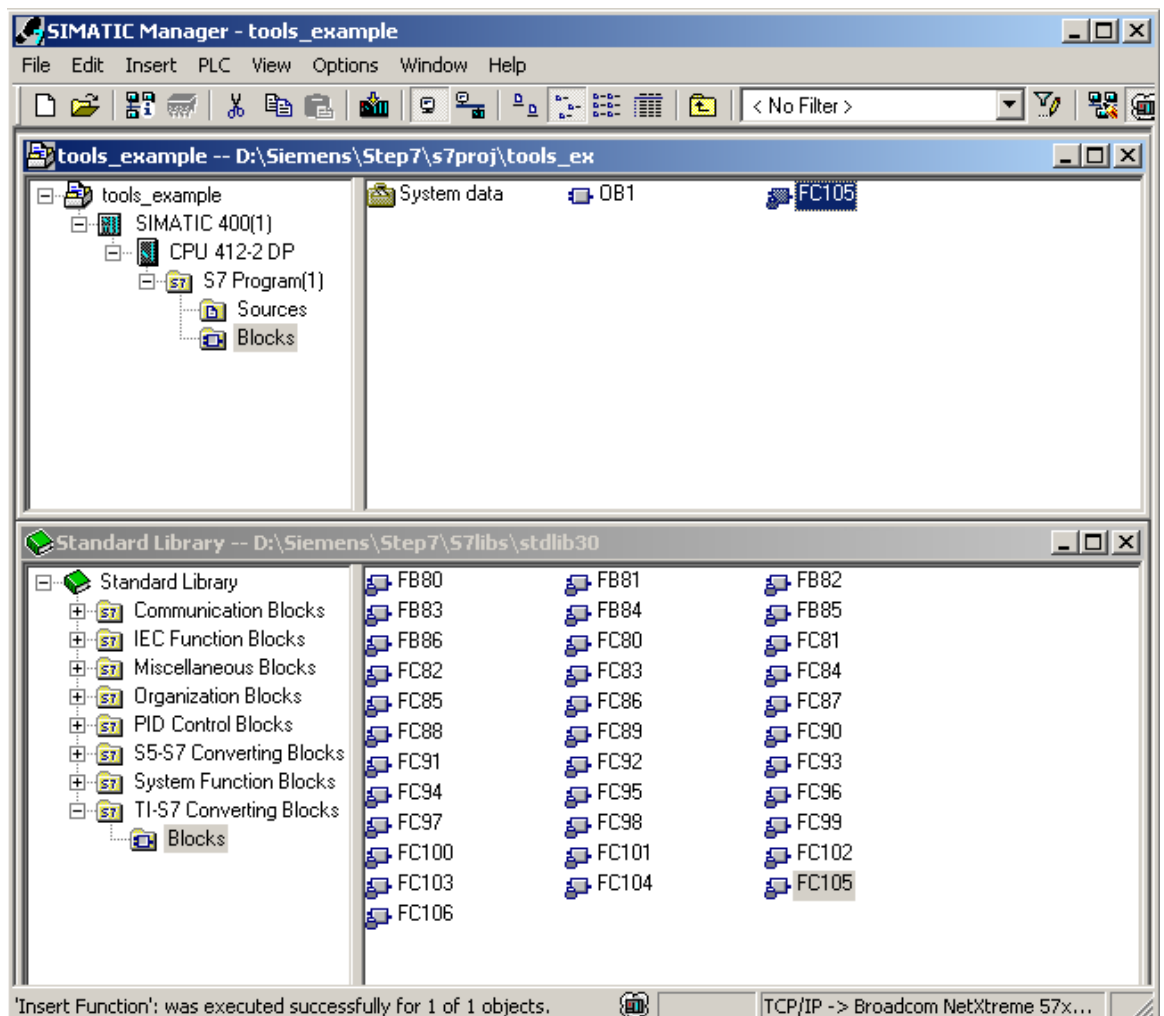 SIMATIC Manager - tools_example
File Edit Insert PLC View Options Window Help
< No Filter >
tools_example -- D:\Siemens\Step7\s7proj\tools_ex
tools_example
SIMATIC 400(1)
CPU 412-2 DP
S7 Program(1)
Sources
Blocks
System data OB1 FC105
Standard Library -- D:\Siemens\Step7\S7libs\stdlib30
Standard Library
Communication Blocks
IEC Function Blocks
Miscellaneous Blocks
Organization Blocks
PID Control Blocks
S5-S7 Converting Blocks
System Function Blocks
TI-S7 Converting Blocks
Blocks
FB80 FB81 FB82
FB83 FB84 FB85
FB86 FC80 FC81
FC82 FC83 FC84
FC85 FC86 FC87
FC88 FC89 FC90
FC91 FC92 FC93
FC94 FC95 FC96
FC97 FC98 FC99
FC100 FC101 FC102
FC103 FC104 FC105
FC106
'Insert Function': was executed successfully for 1 of 1 objects. TCP/IP -> Broadcom NetXtreme 57x...